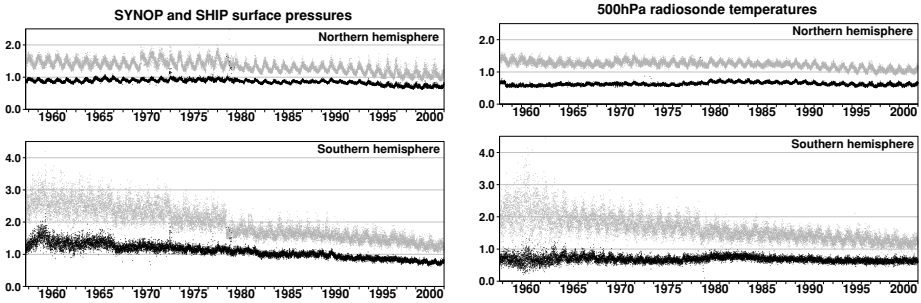 SYNOP and SHIP surface pressures
Northern hemisphere
2.0
1.0
0.0
1960 1965 1970 1975 1980 1985 1990 1995 2000
Southern hemisphere
4.0
3.0
2.0
1.0
0.0
1960 1965 1970 1975 1980 1985 1990 1995 2000
500hPa radiosonde temperatures
Northern hemisphere
2.0
1.0
0.0
1960 1965 1970 1975 1980 1985 1990 1995 2000
Southern hemisphere
4.0
3.0
2.0
1.0
0.0
1960 1965 1970 1975 1980 1985 1990 1995 2000